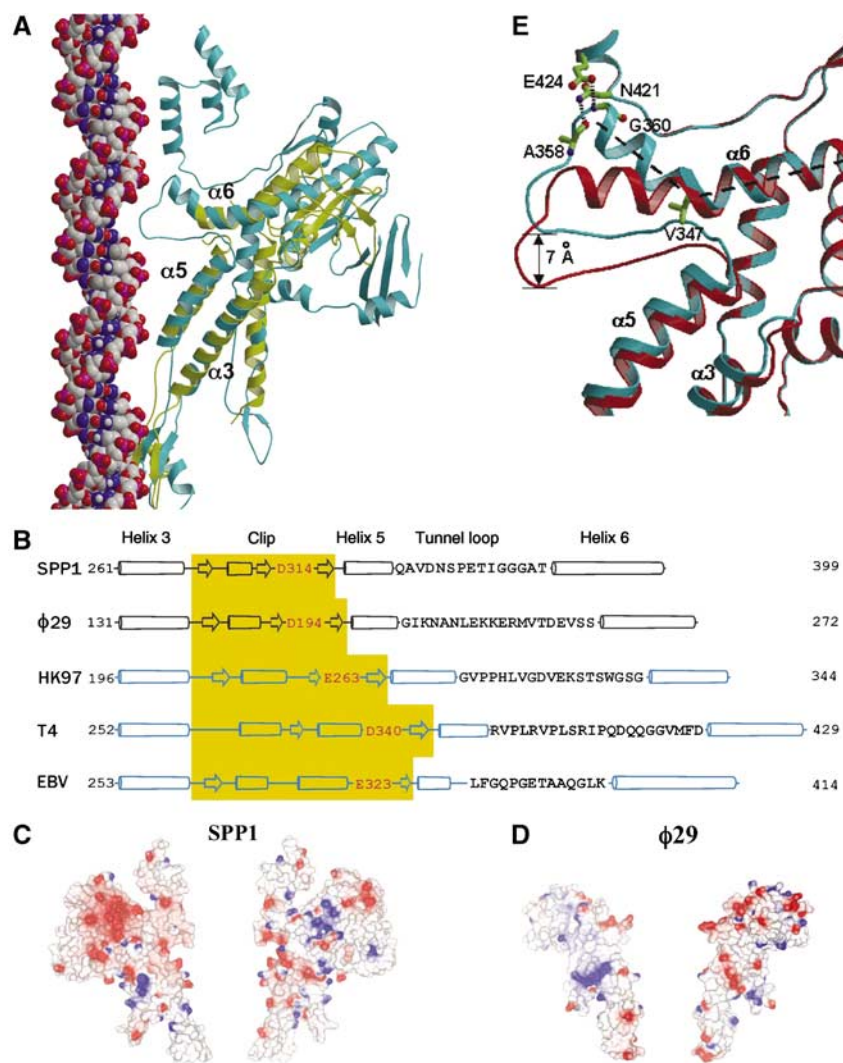 A
α6
α5
α3
E
E424
N421
G360
A358
α6
V347
7 Å
α5
α3
B
Helix 3 Clip Helix 5 Tunnel loop Helix 6
SPP1 261 D314 QAVDNSPETIGGGAT 399
ϕ29 131 D194 GIKNANLEKKERMVTDEVSS 272
HK97 196 E263 GVPPHLVGDVEKSTSWGSG 344
T4 252 D340 RVPLRVPLSRIPQDQQGGVMFD 429
EBV 253 E323 LFGQPGETAAQGLK 414
C SPP1
D ϕ29